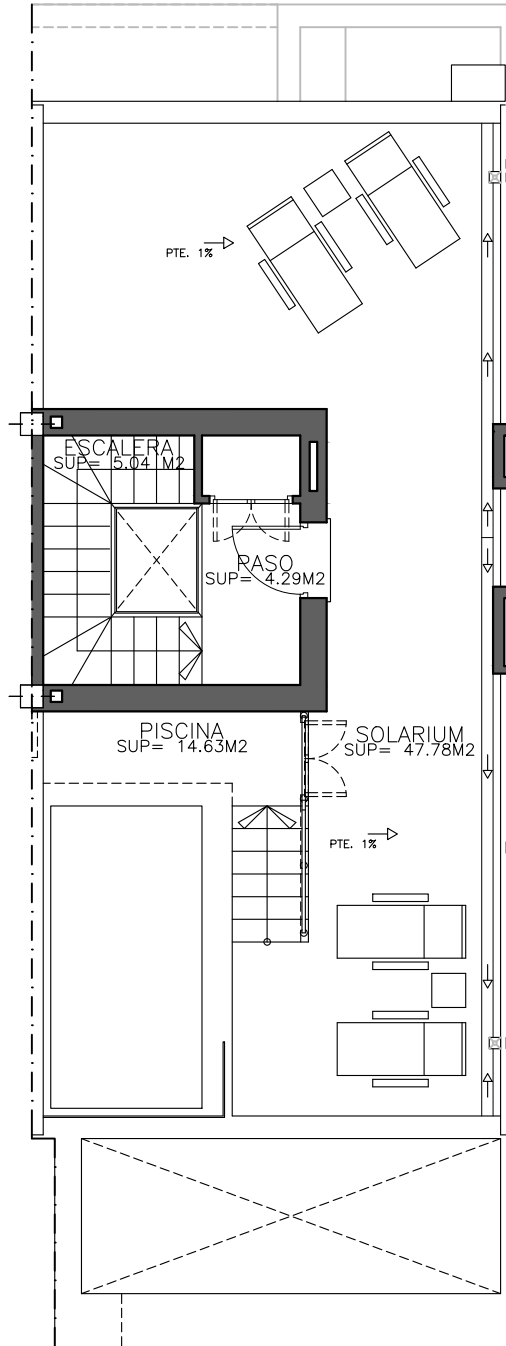 PTE. 1%
ESCALERA
SUP= 5.04 M2
PASO
SUP= 4.29M2
PISCINA
SUP= 14.63M2
SOLARIUM
SUP= 47.78M2
PTE. 1%